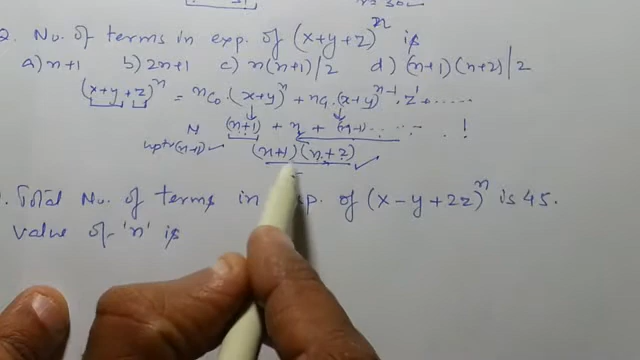 2. No. of terms in exp. of (x+y+z)^n is
a) n+1 b) 2n+1 c) n(n+1)/2 d) (n+1)(n+2)/2
(x+y+z)^n = nC0.(x+y)^n + nC1.(x+y)^n-1.z^1+......
(n+1) + n + (n-1)...... !
upto(n+1)
(n+1)(n+2)
Total No. of terms in exp. of (x-y+2z)^n is 45.
value of 'n' is